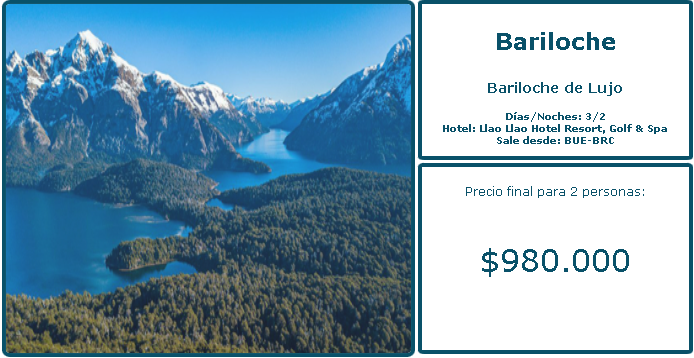 Bariloche
Bariloche de Lujo
Días/Noches: 3/2
Hotel: Llao Llao Hotel Resort, Golf & Spa
Sale desde: BUE-BRC
Precio final para 2 personas:
$980.000